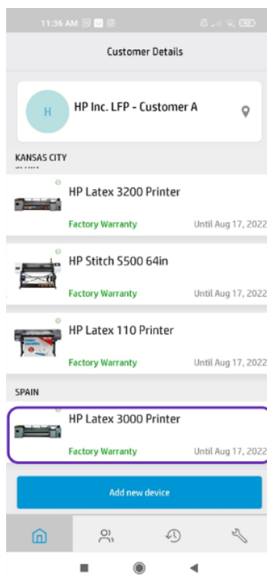 11:36 AM
Customer Details
H
HP Inc. LFP - Customer A
KANSAS CITY
HP Latex 3200 Printer
Factory Warranty Until Aug 17, 2022
HP Stitch S500 64in
Factory Warranty Until Aug 17, 2022
HP Latex 110 Printer
Factory Warranty Until Aug 17, 2022
SPAIN
HP Latex 3000 Printer
Factory Warranty Until Aug 17, 2022
Add new device